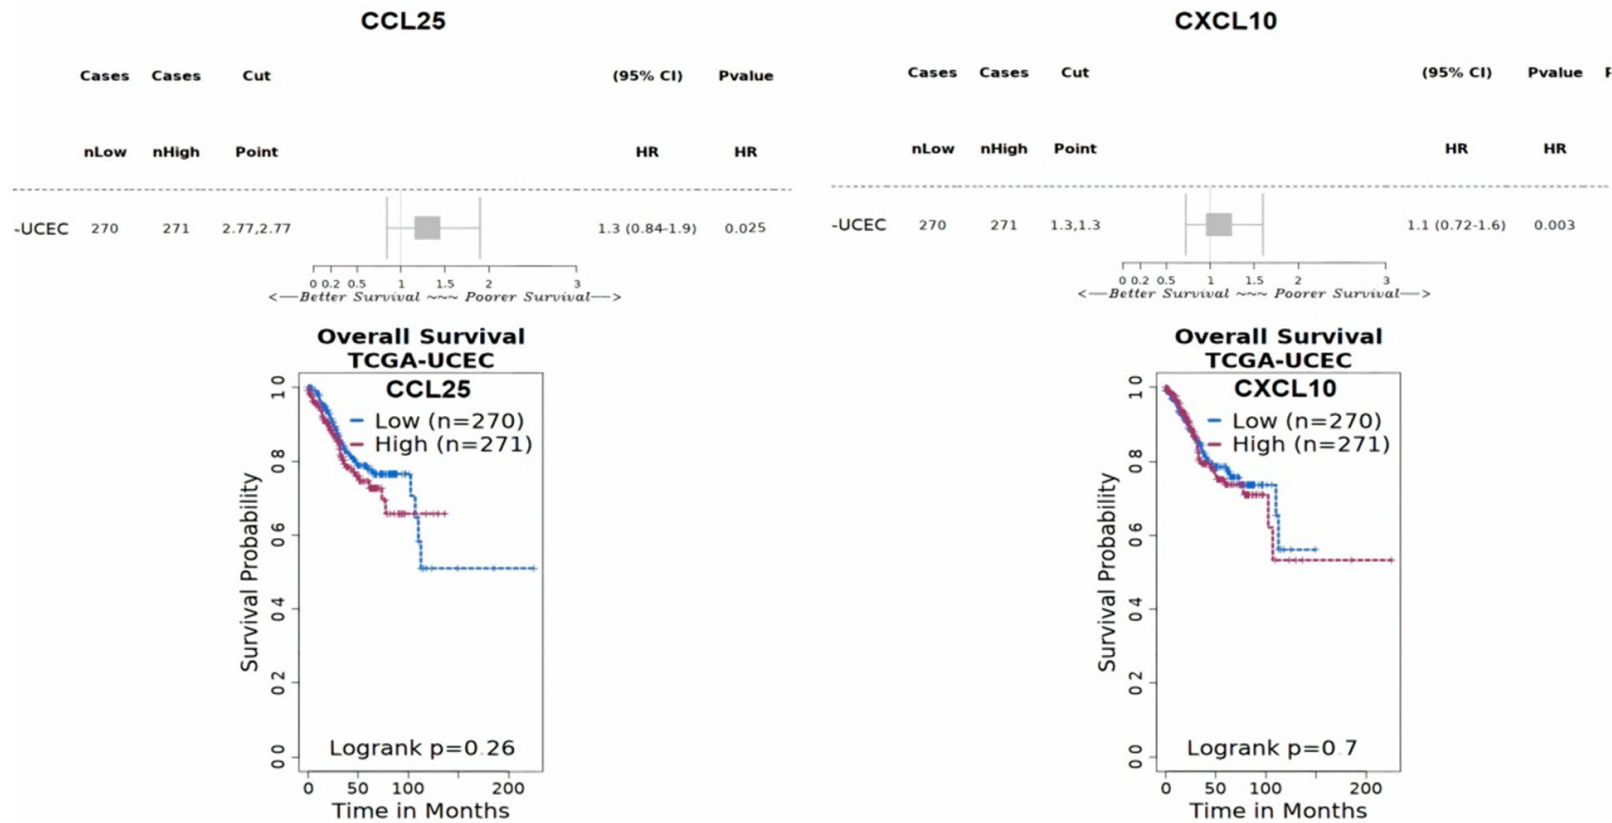 CCL25
Cases Cases Cut (95% CI) Pvalue
nLow nHigh Point HR HR
-UCEC 270 271 2.77,2.77 1.3 (0.84-1.9) 0.025
0 0.2 0.5 1 1.5 2 3
<—Better Survival ~~~ Poorer Survival—>
Overall Survival
TCGA-UCEC
CCL25
Low (n=270)
High (n=271)
Survival Probability
1 0
0 8
0 6
0 4
0 2
0 0
Logrank p=0.26
0 50 100 200
Time in Months
CXCL10
Cases Cases Cut (95% CI) Pvalue
nLow nHigh Point HR HR
-UCEC 270 271 1.3,1.3 1.1 (0.72-1.6) 0.003
0 0.2 0.5 1 1.5 2 3
<—Better Survival ~~~ Poorer Survival—>
Overall Survival
TCGA-UCEC
CXCL10
Low (n=270)
High (n=271)
Survival Probability
1 0
0 8
0 6
0 4
0 2
0 0
Logrank p=0.7
0 50 100 200
Time in Months